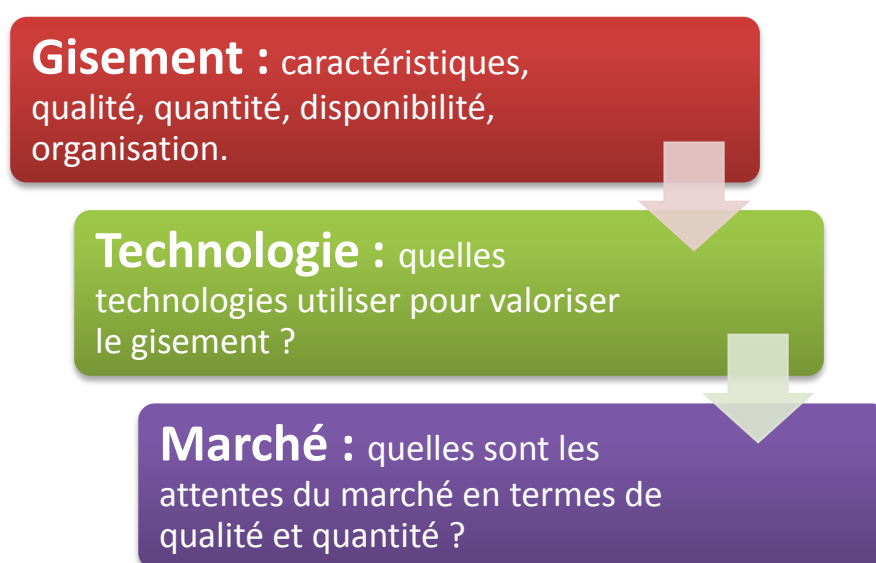 Gisement : caractéristiques,
qualité, quantité, disponibilité,
organisation.
Technologie : quelles
technologies utiliser pour valoriser
le gisement ?
Marché : quelles sont les
attentes du marché en termes de
qualité et quantité ?